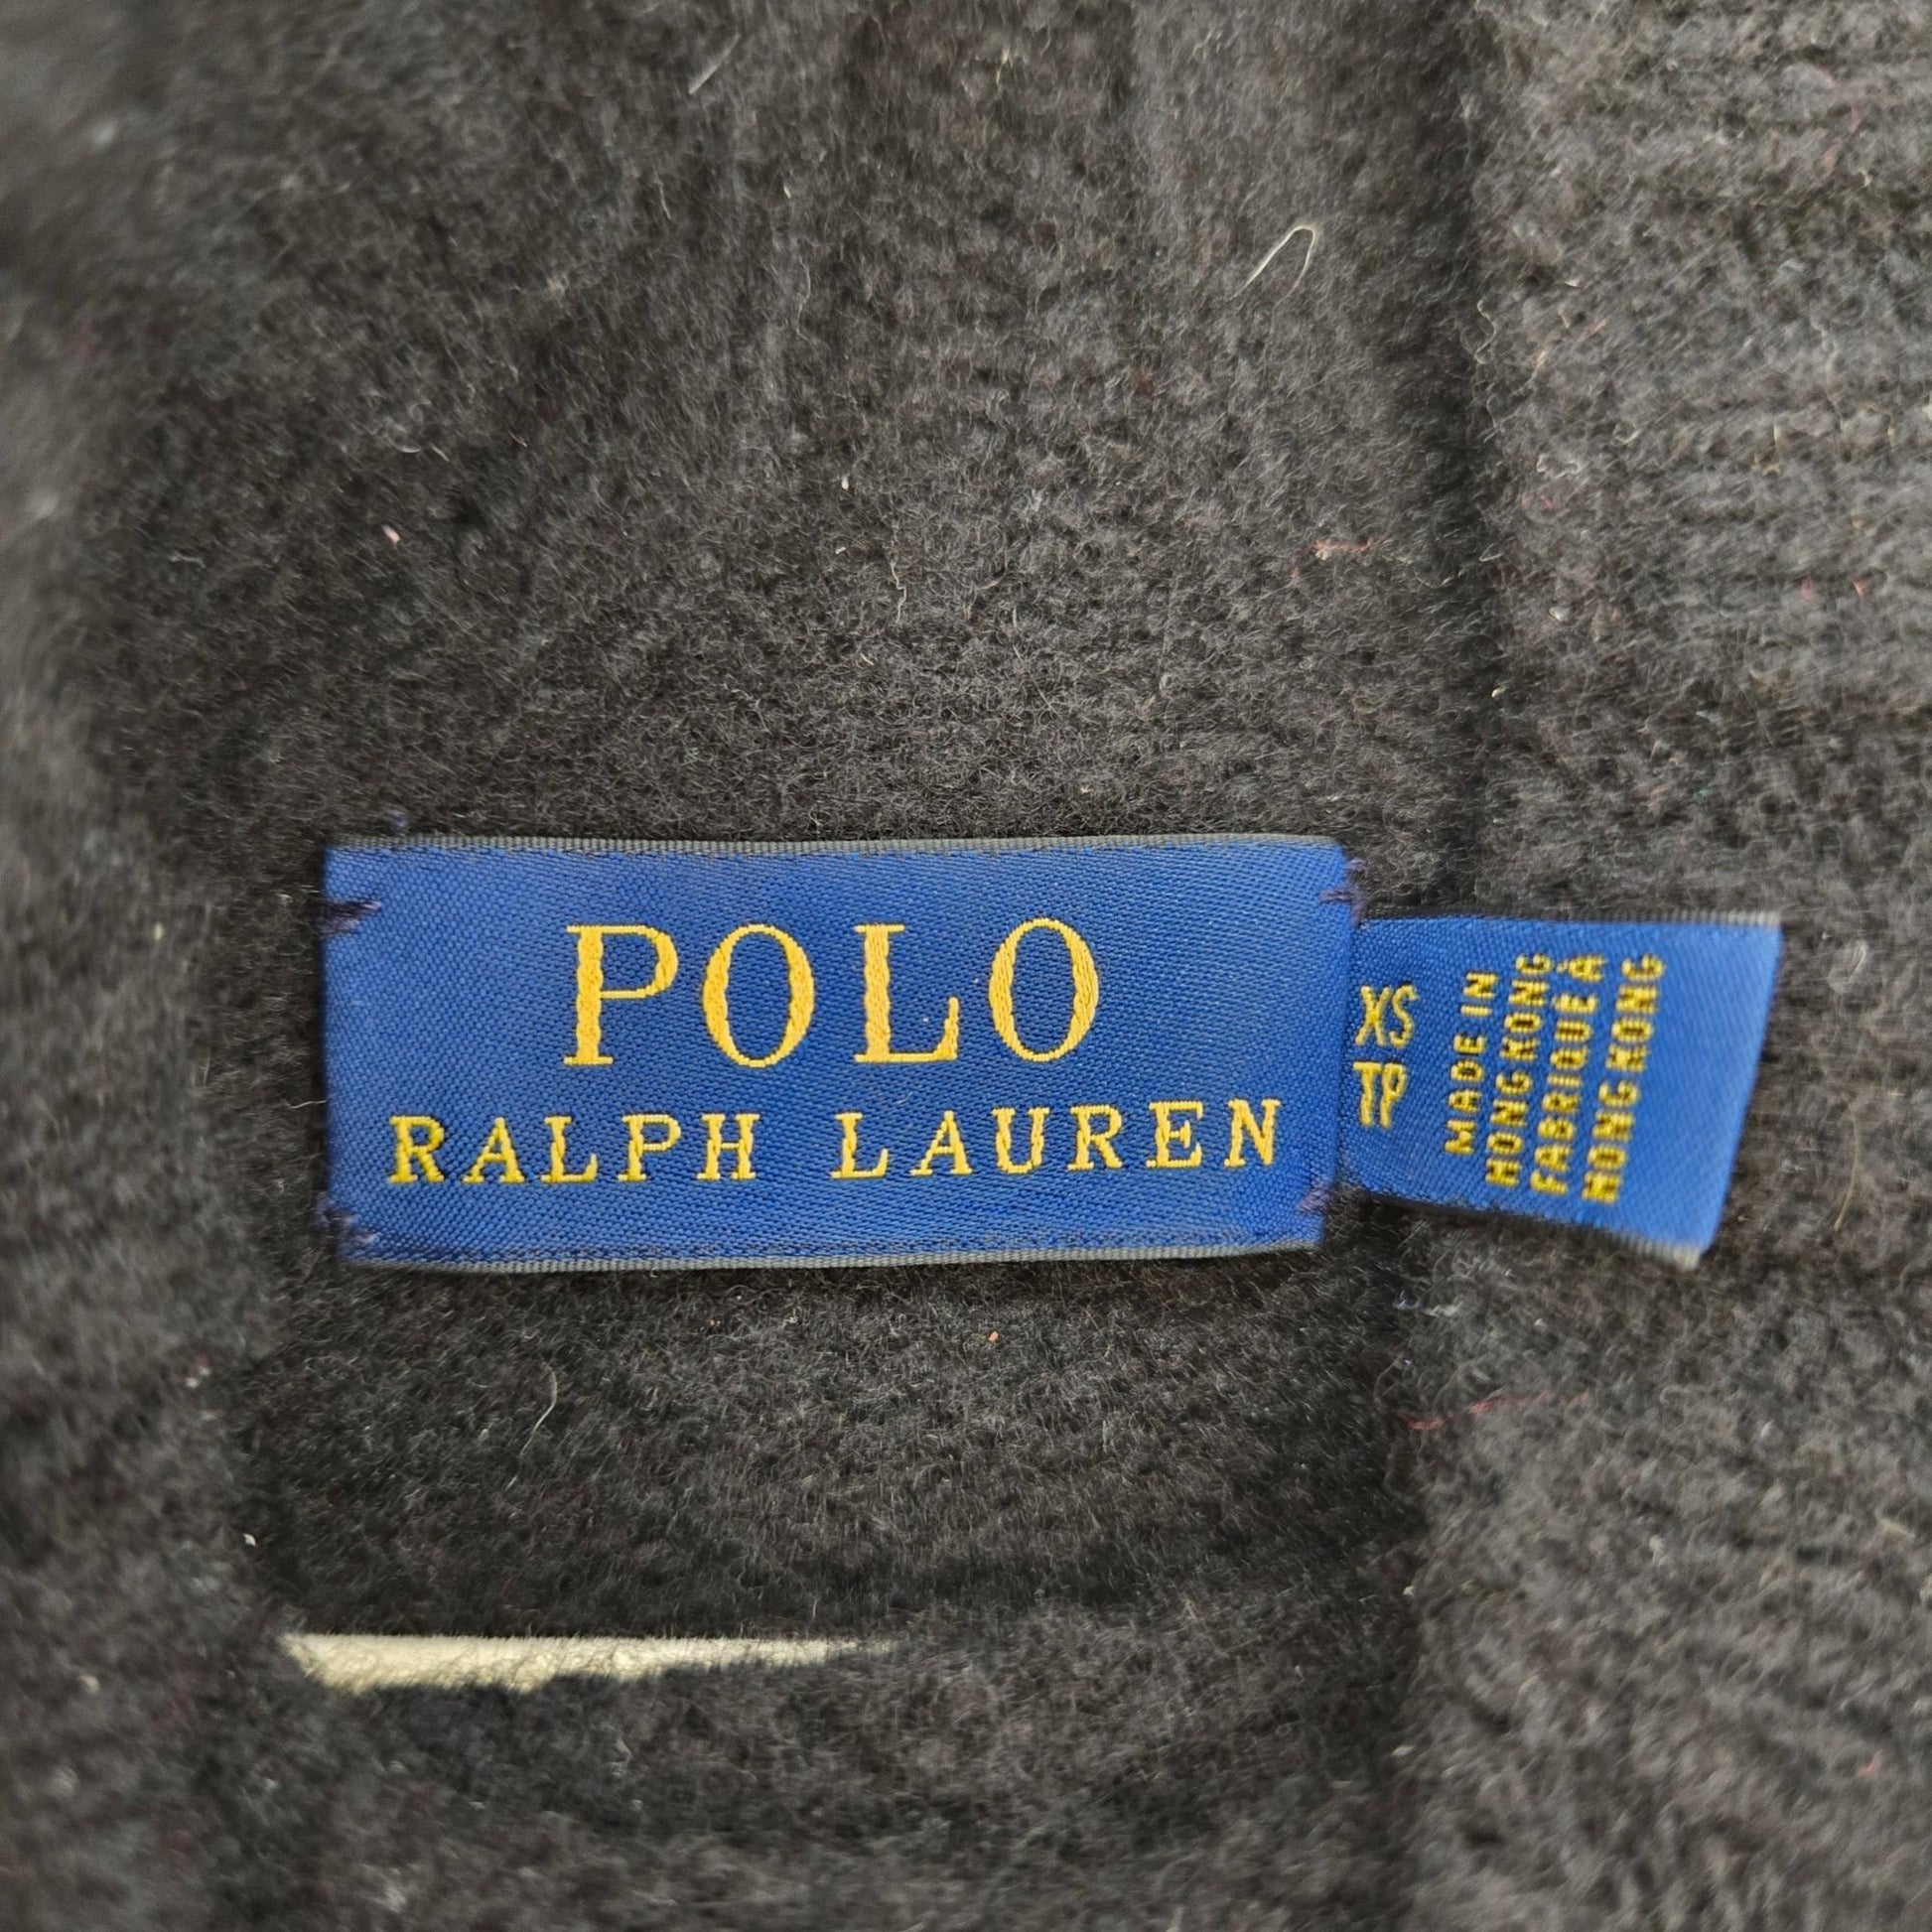 POLO
RALPH LAUREN
XS
TP
MADE IN
HONG KONG
FABRIQUÉ À
HONG KONG